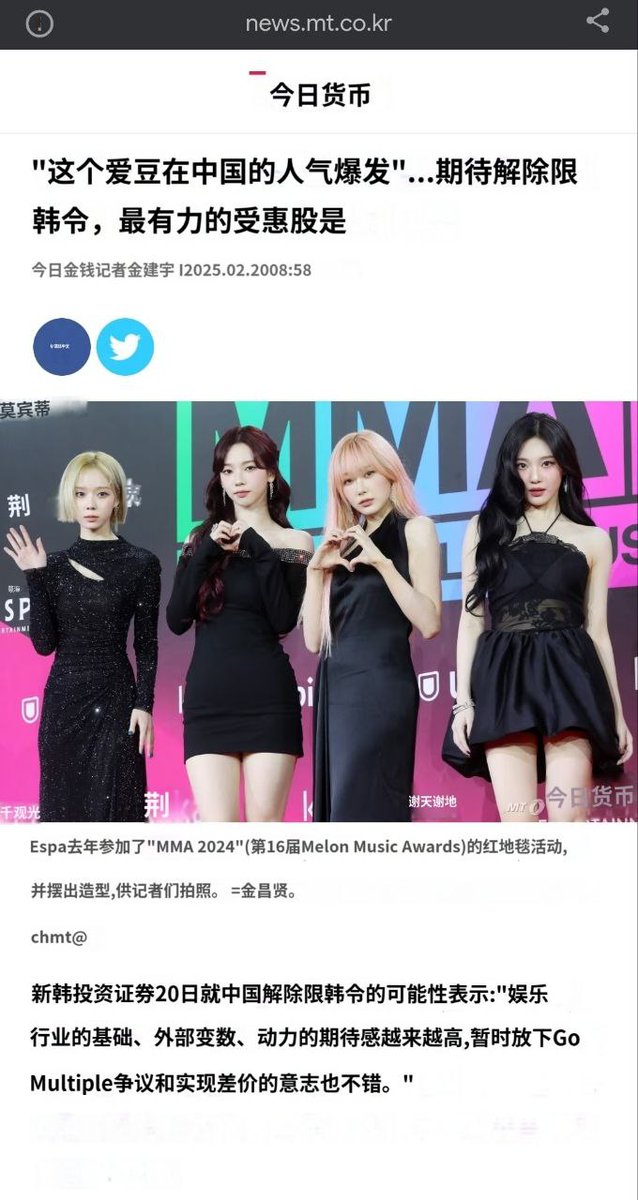 news.mt.co.kr
今日货币
"这个爱豆在中国的人气爆发"...期待解除限
韩令，最有力的受惠股是
今日金钱记者金建宇 I2025.02.2008:58
莫宾蒂
MMA
荆
SP
千观光
荆
谢天谢地
MT
今日货币
Espa去年参加了"MMA 2024"(第16届Melon Music Awards)的红地毯活动,
并摆出造型,供记者们拍照。 =金昌贤。
chmt@
新韩投资证券20日就中国解除限韩令的可能性表示:"娱乐
行业的基础、外部变数、动力的期待感越来越高,暂时放下Go
Multiple争议和实现差价的意志也不错。"